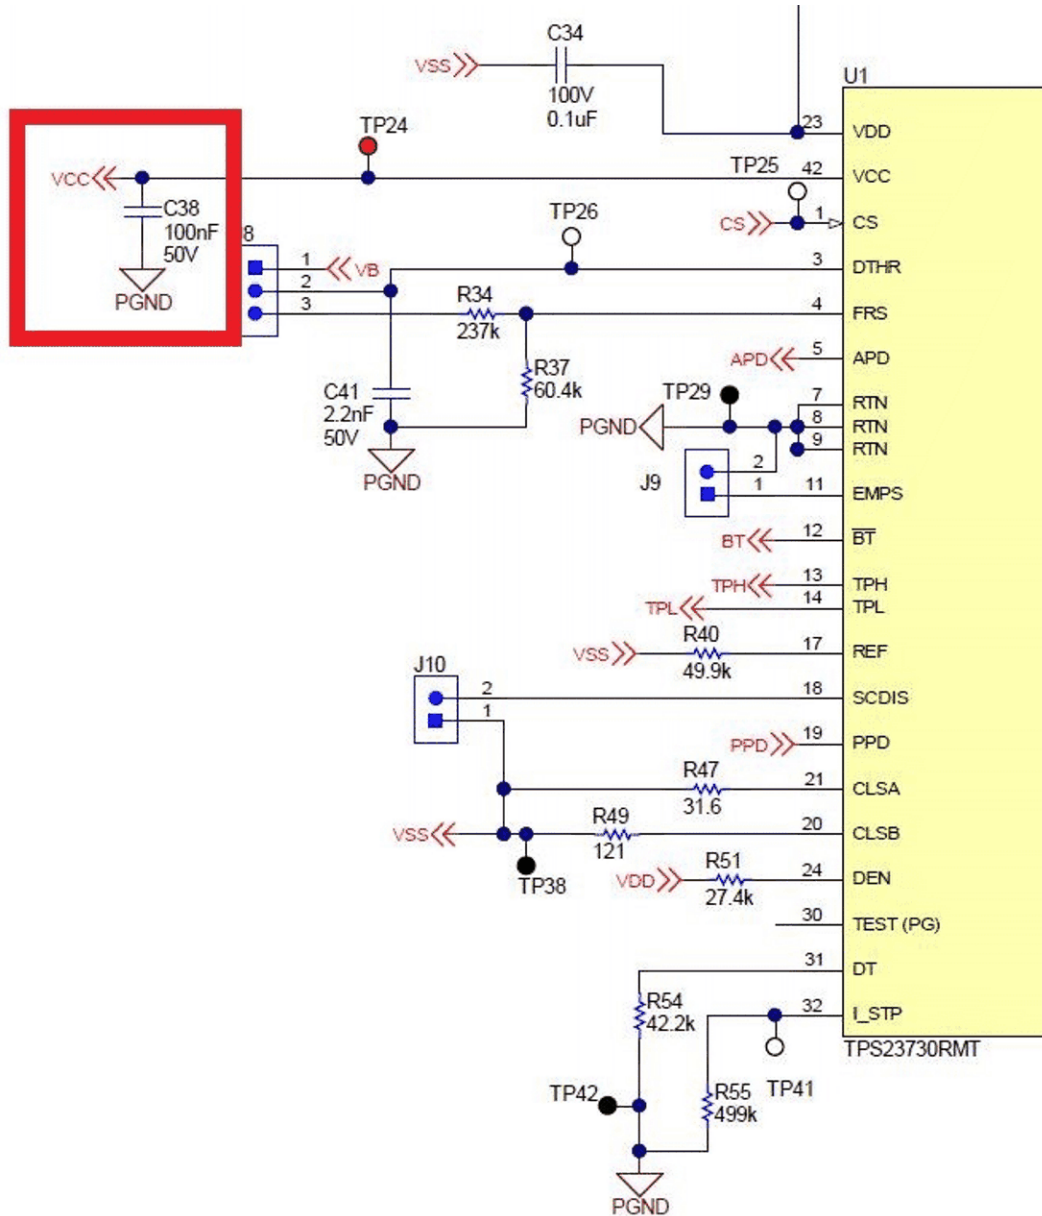 C34
VSS
100V
0.1uF
U1
TP24
23
VDD
VCC
TP25
42
VCC
C38
100nF
50V
PGND
8
TP26
CS
1
CS
1
VB
3
DTHR
2
3
R34
237k
4
FRS
R37
60.4k
APD
5
APD
C41
2.2nF
50V
PGND
TP29
PGND
7
RTN
8
RTN
9
RTN
J9
2
1
11
EMPS
BT
12
BT
TPH
13
TPH
TPL
14
TPL
VSS
R40
49.9k
17
REF
J10
2
1
18
SCDIS
PPD
19
PPD
R47
31.6
21
CLSA
VSS
R49
121
20
CLSB
TP38
VDD
R51
27.4k
24
DEN
30
TEST (PG)
31
DT
R54
42.2k
32
I_STP
TPS23730RMT
TP41
TP42
R55
499k
PGND